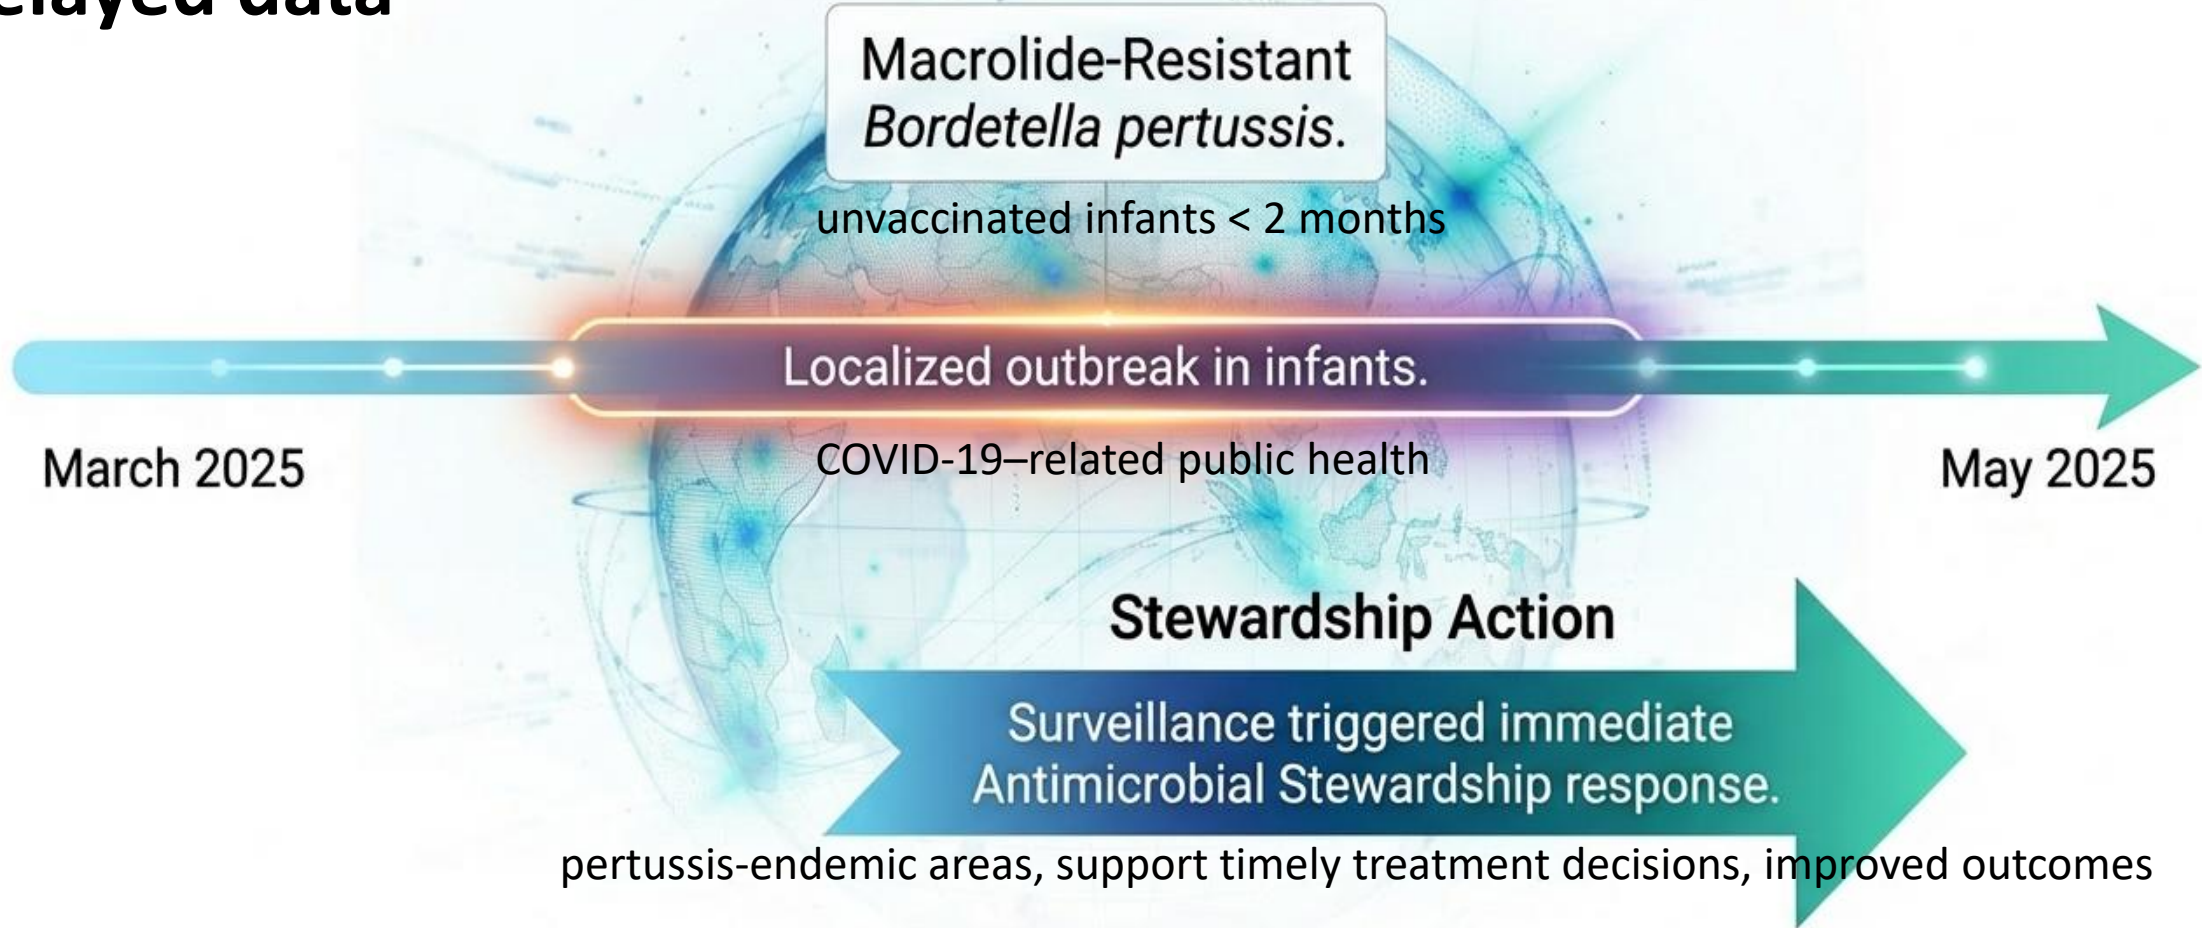 elayed data
Macrolide-Resistant
Bordetella pertussis.
unvaccinated infants < 2 months
Localized outbreak in infants.
COVID-19–related public health
March 2025
May 2025
Stewardship Action
Surveillance triggered immediate
Antimicrobial Stewardship response.
pertussis-endemic areas, support timely treatment decisions, improved outcomes